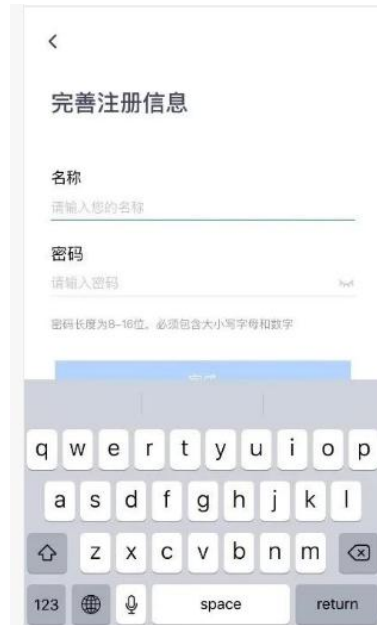 完善注册信息
名称
请输入您的名称
密码
请输入密码
密码长度为8-16位，必须包含大小写字母和数字
q w e r t y u i o p
a s d f g h j k l
z x c v b n m
123 space return